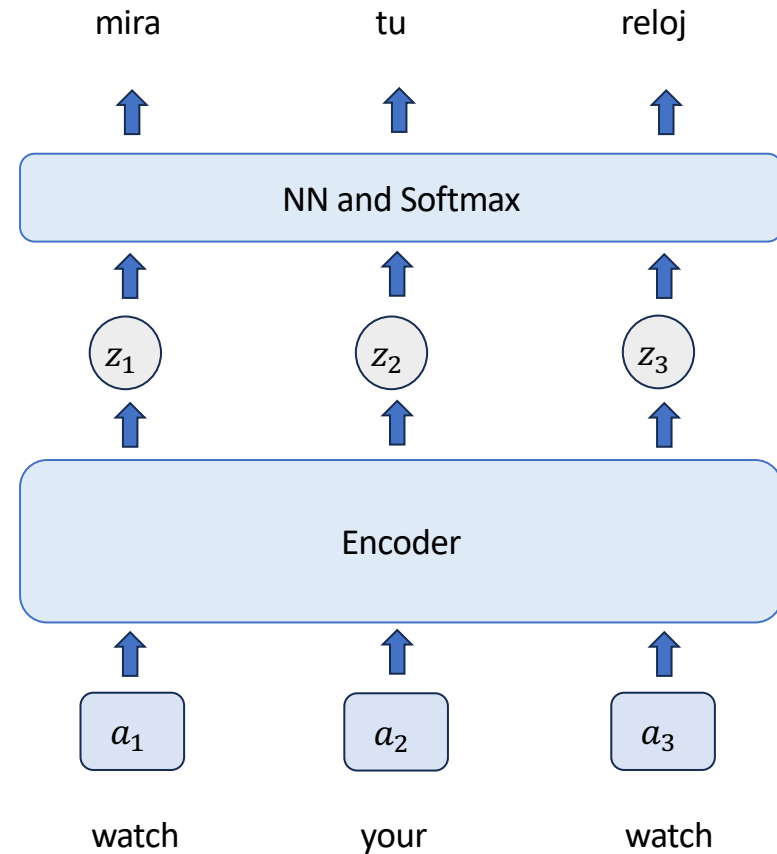 mira tu reloj
NN and Softmax
z₁ z₂ z₃
Encoder
a₁ a₂ a₃
watch your watch